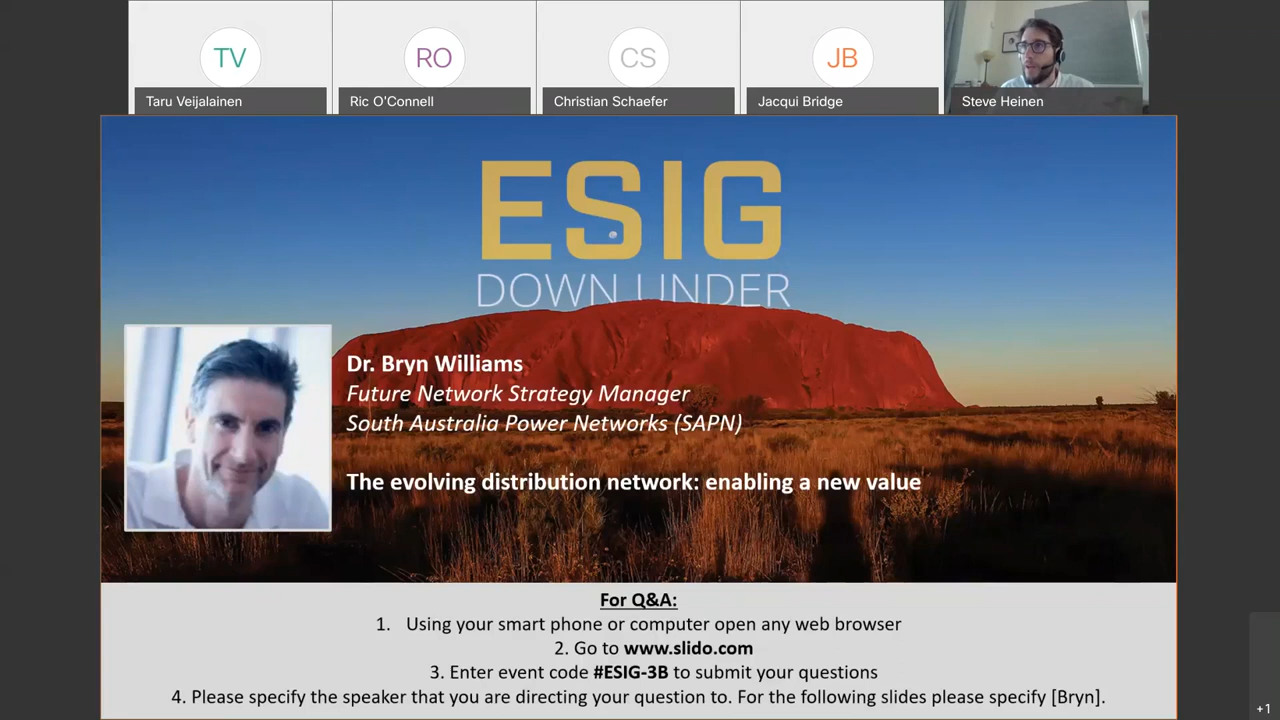 TV
RO
CS
JB
Taru Veijalainen
Ric O'Connell
Christian Schaefer
Jacqui Bridge
Steve Heinen
ESIG
DOWN UNDER
Dr. Bryn Williams
Future Network Strategy Manager
South Australia Power Networks (SAPN)
The evolving distribution network: enabling a new value
For Q&A:
1. Using your smart phone or computer open any web browser
2. Go to www.slido.com
3. Enter event code #ESIG-3B to submit your questions
4. Please specify the speaker that you are directing your question to. For the following slides please specify [Bryn].
+1